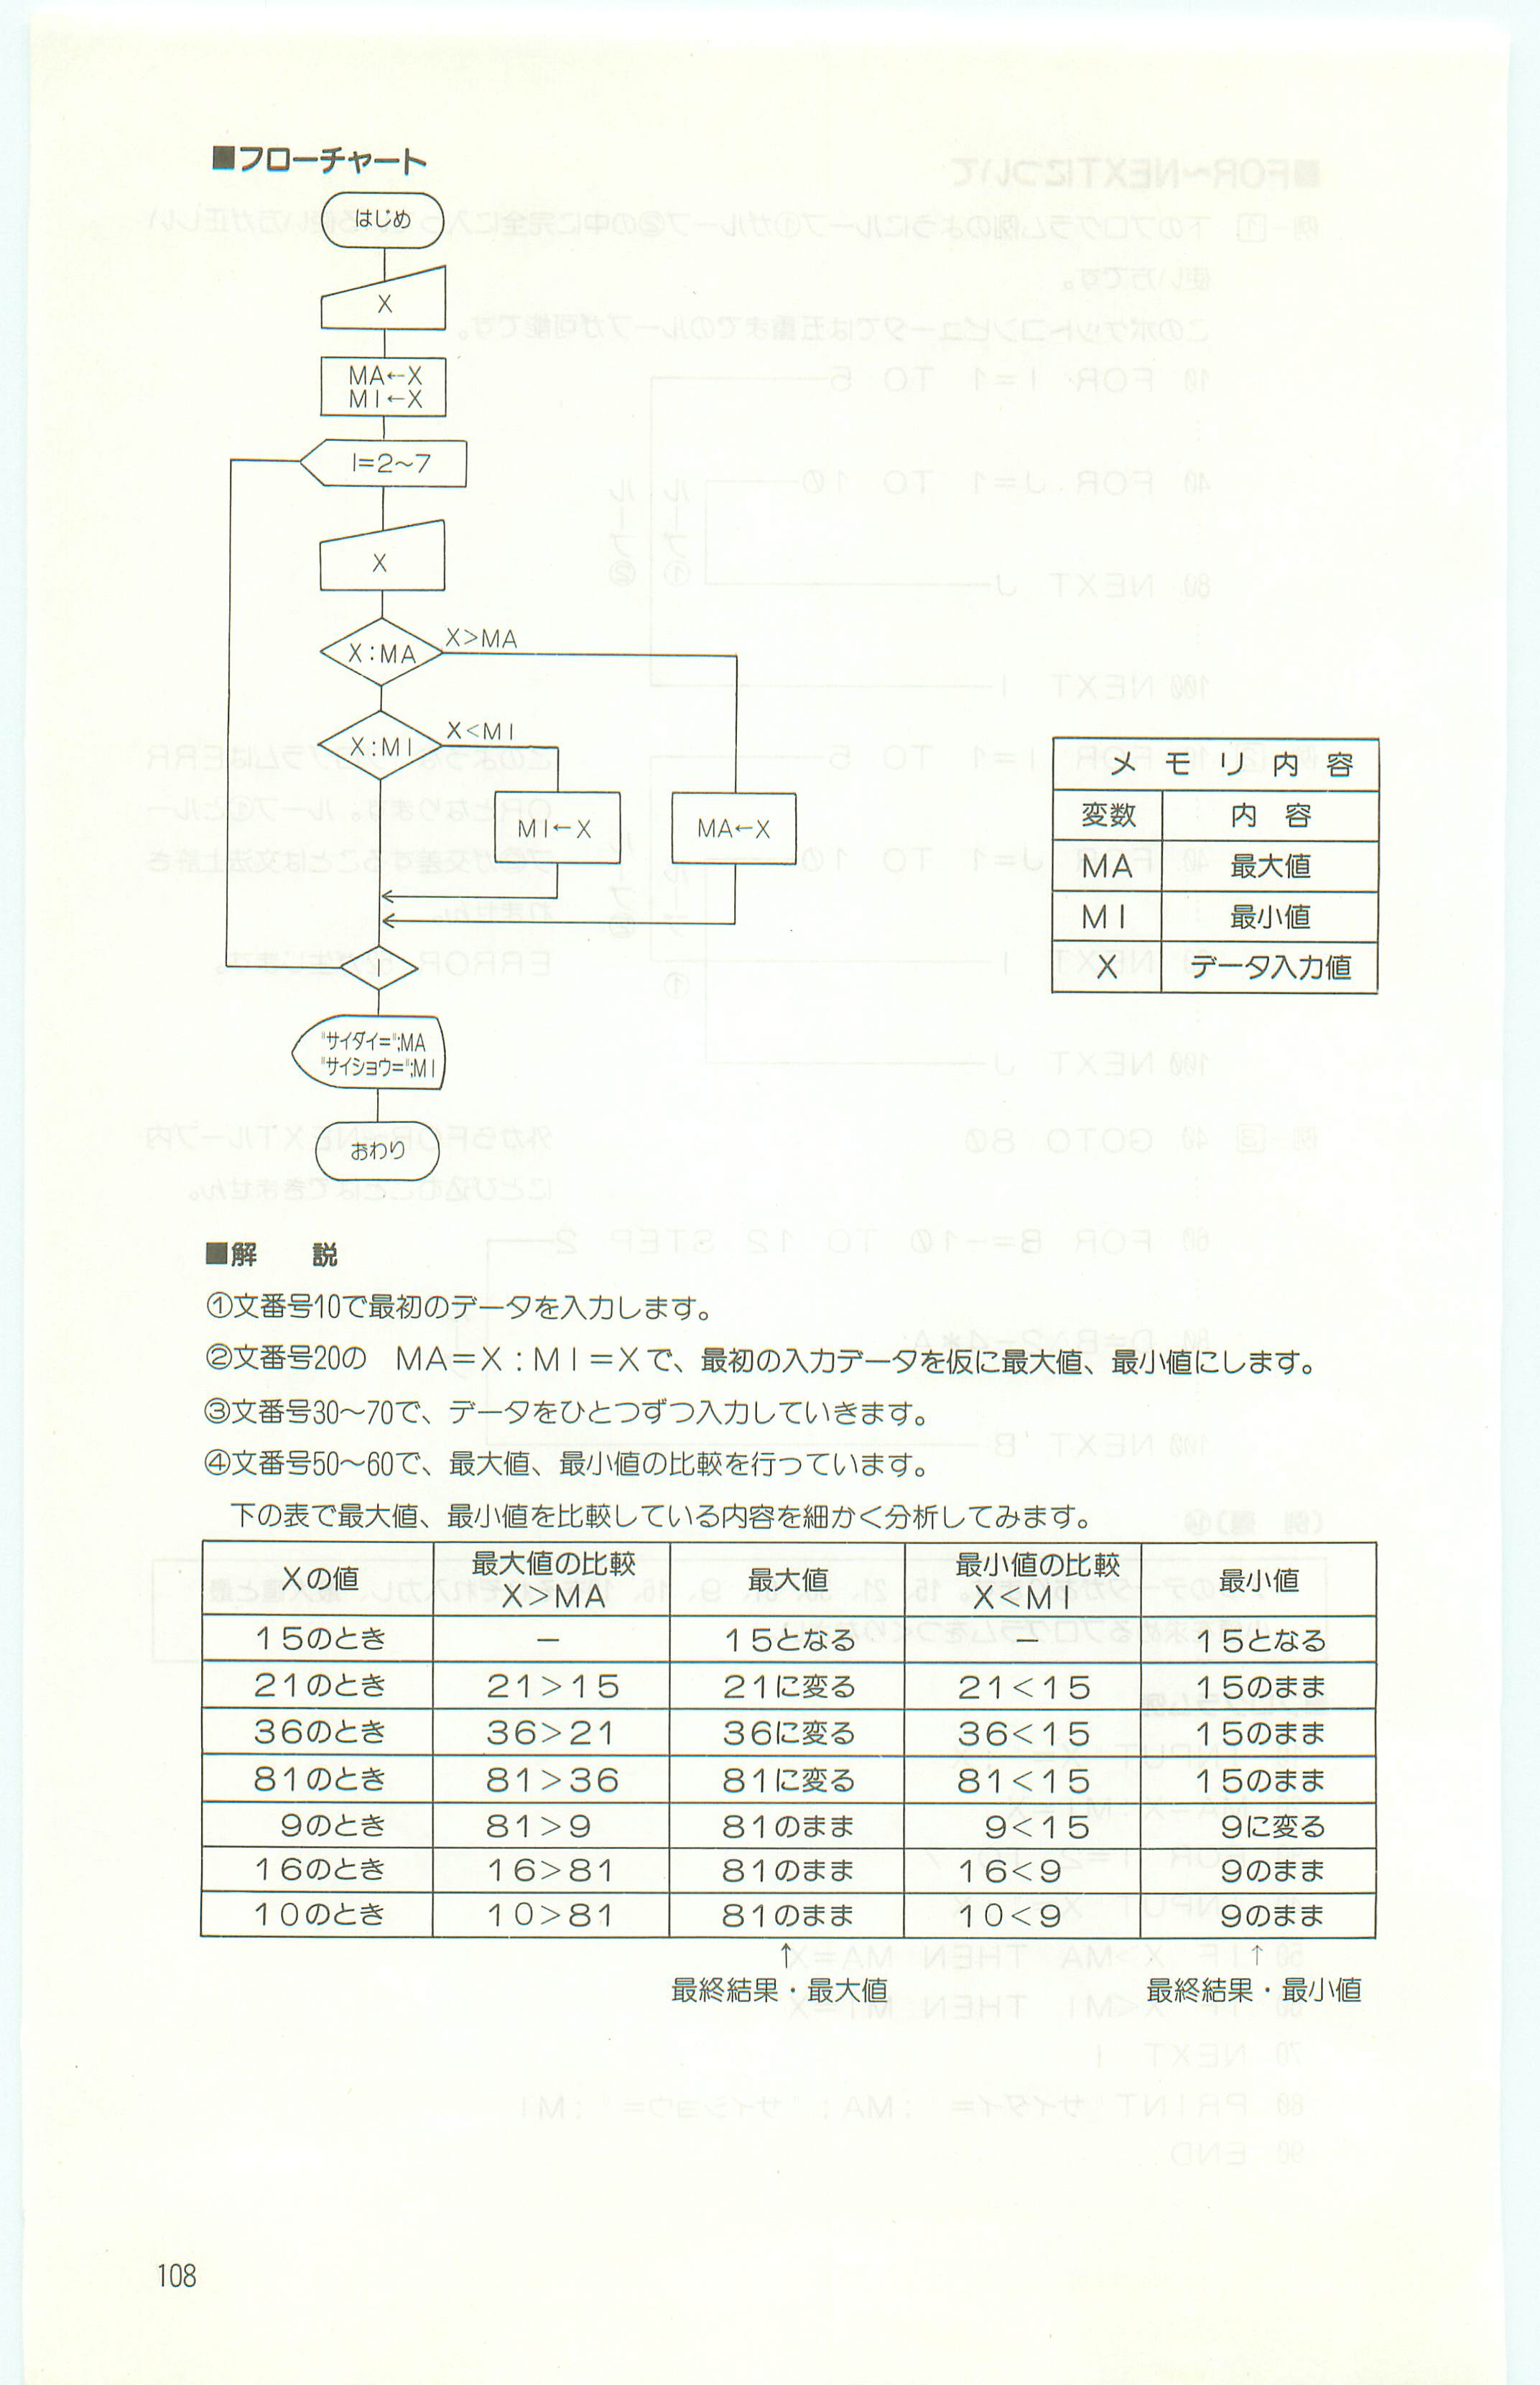 ■フローチャート
はじめ
X
MA←X
MI←X
I=2～7
X
X:MA
X>MA
X:MI
X<MI
MI←X
MA←X
I
"サイダイ=";MA
"サイショウ=";MI
おわり
メモリ内容
変数 内容
MA 最大値
MI 最小値
X データ入力値
■解 説
①文番号10で最初のデータを入力します。
②文番号20の MA=X:MI=Xで、最初の入力データを仮に最大値、最小値にします。
③文番号30～70で、データをひとつずつ入力していきます。
④文番号50～60で、最大値、最小値の比較を行っています。
下の表で最大値、最小値を比較している内容を細かく分析してみます。
Xの値 最大値の比較 X>MA 最大値 最小値の比較 X<MI 最小値
15のとき － 15となる － 15となる
21のとき 21>15 21に変る 21<15 15のまま
36のとき 36>21 36に変る 36<15 15のまま
81のとき 81>36 81に変る 81<15 15のまま
9のとき 81>9 81のまま 9<15 9に変る
16のとき 16>81 81のまま 16<9 9のまま
10のとき 10>81 81のまま 10<9 9のまま
↑ ↑
最終結果・最大値 最終結果・最小値
108